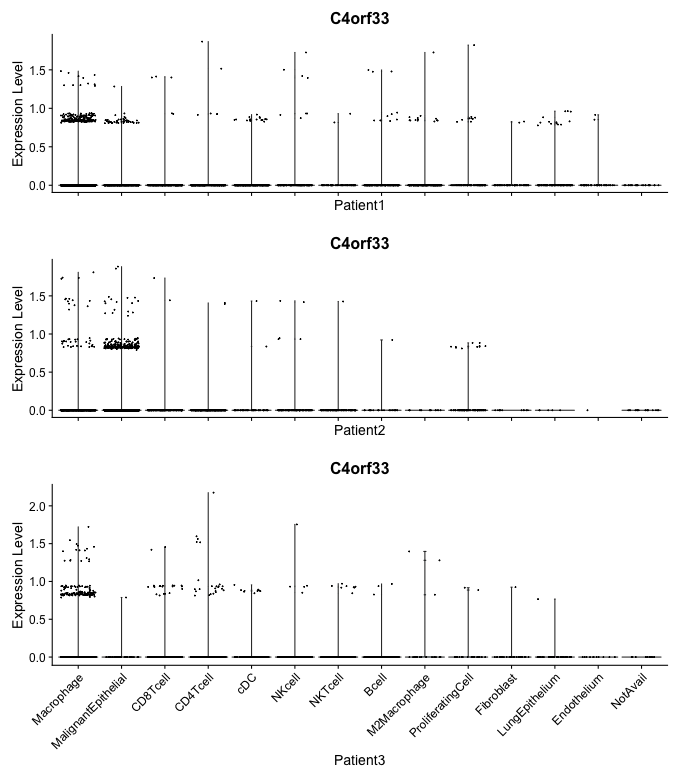 C4orf33
Expression Level
1.5
1.0
0.5
0.0
Patient1
C4orf33
Expression Level
1.5
1.0
0.5
0.0
Patient2
C4orf33
Expression Level
2.0
1.5
1.0
0.5
0.0
Macrophage
MalignantEpithelial
CD8Tcell
CD4Tcell
cDC
NKcell
NKTcell
Bcell
M2Macrophage
ProliferatingCell
Fibroblast
LungEpithelium
Endothelium
NotAvail
Patient3